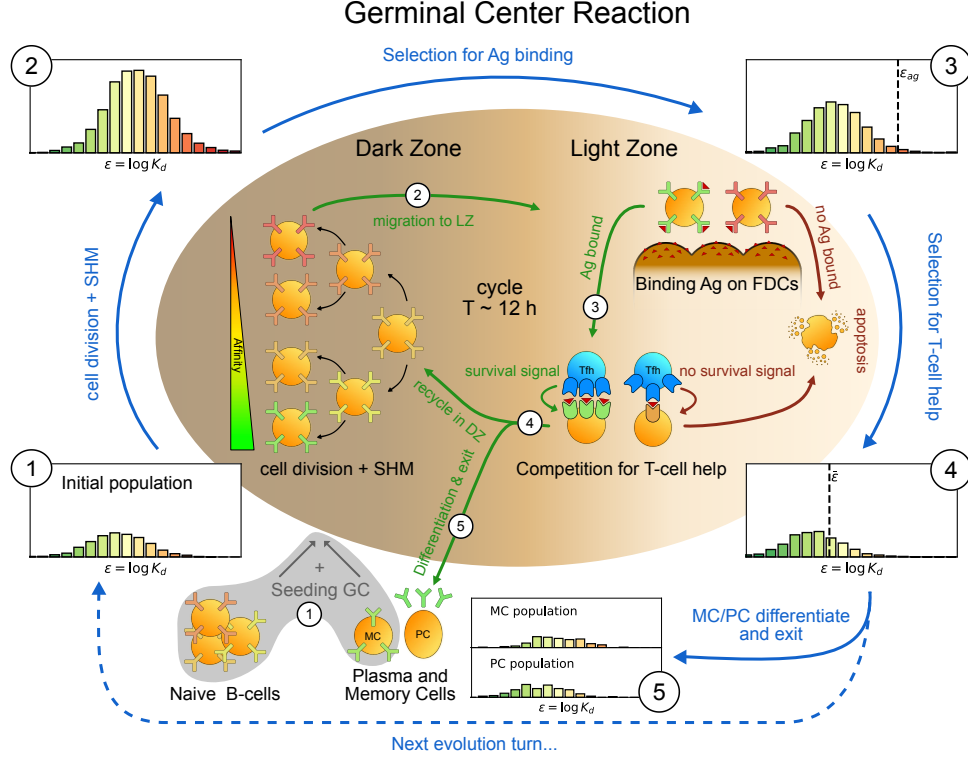 Germinal Center Reaction
Selection for Ag binding
2
ε = log K_d
3
ε_ag
ε = log K_d
Dark Zone
Light Zone
2
migration to LZ
Ag bound
no Ag bound
Binding Ag on FDCs
cycle
T ~ 12 h
3
apoptosis
Affinity
cell division + SHM
Selection for T-cell help
survival signal
Tfh
Tfh
no survival signal
recycle in DZ
4
cell division + SHM
Competition for T-cell help
1
Initial population
ε = log K_d
4
ε̄
ε = log K_d
Differentiation & exit
5
+
Seeding GC
1
MC
PC
Naive B-cells
Plasma and
Memory Cells
MC population
PC population
5
ε = log K_d
MC/PC differentiate
and exit
Next evolution turn...